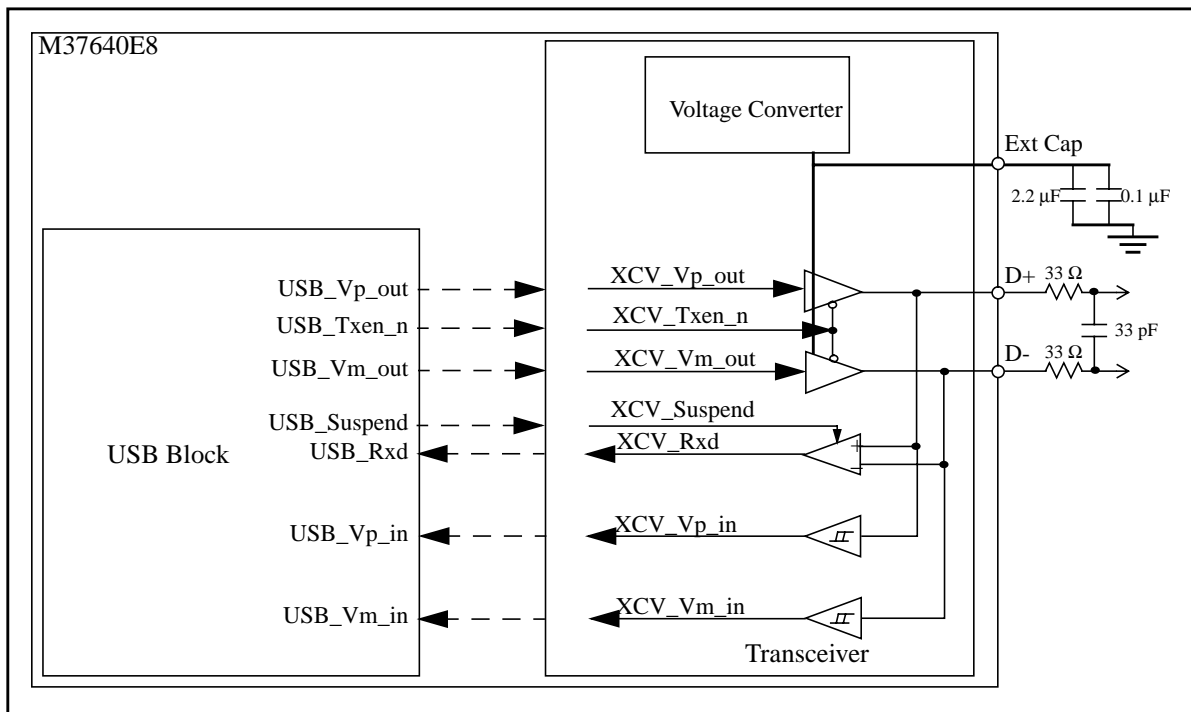 M37640E8
Voltage Converter
Ext Cap
2.2 µF
0.1 µF
USB_Vp_out
XCV_Vp_out
D+
33 Ω
USB_Txen_n
XCV_Txen_n
33 pF
USB_Vm_out
XCV_Vm_out
D-
33 Ω
USB_Suspend
XCV_Suspend
USB Block
USB_Rxd
XCV_Rxd
+
−
USB_Vp_in
XCV_Vp_in
USB_Vm_in
XCV_Vm_in
Transceiver